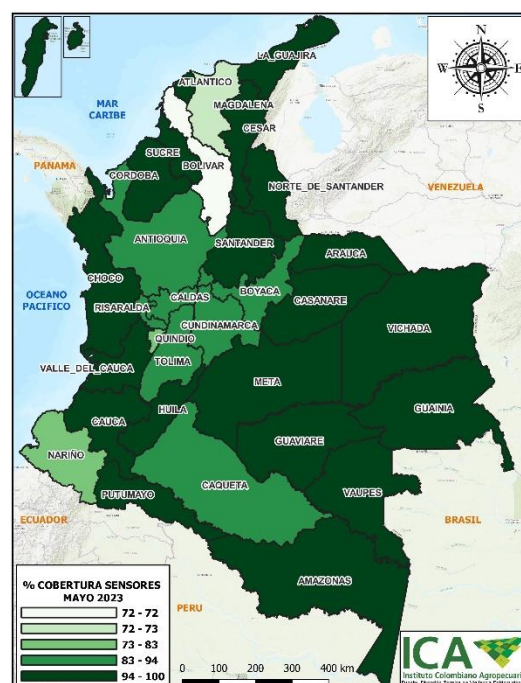 N
W
E
S
LA_GUAJIRA
ATLANTICO
MAR
CARIBE
MAGDALENA
CESAR
PANAMA
SUCRE
BOLIVAR
CORDOBA
NORTE_DE_SANTANDER
VENEZUELA
ANTIOQUIA
SANTANDER
ARAUCA
CHOCO
OCEANO
PACIFICO
BOYACA
CASANARE
RISARALDA
CALDAS
VICHADA
CUNDINAMARCA
QUINDIO
TOLIMA
VALLE_DEL_CAUCA
META
CAUCA
HUILA
GUAINIA
NARIÑO
GUAVIARE
CAQUETA
VAUPES
PUTUMAYO
ECUADOR
BRASIL
AMAZONAS
PERU
% COBERTURA SENSORES
MAYO 2023
72 - 72
72 - 73
73 - 83
83 - 94
94 - 100
0 100 200 400 km
ICA
Instituto Colombiano Agropecuario